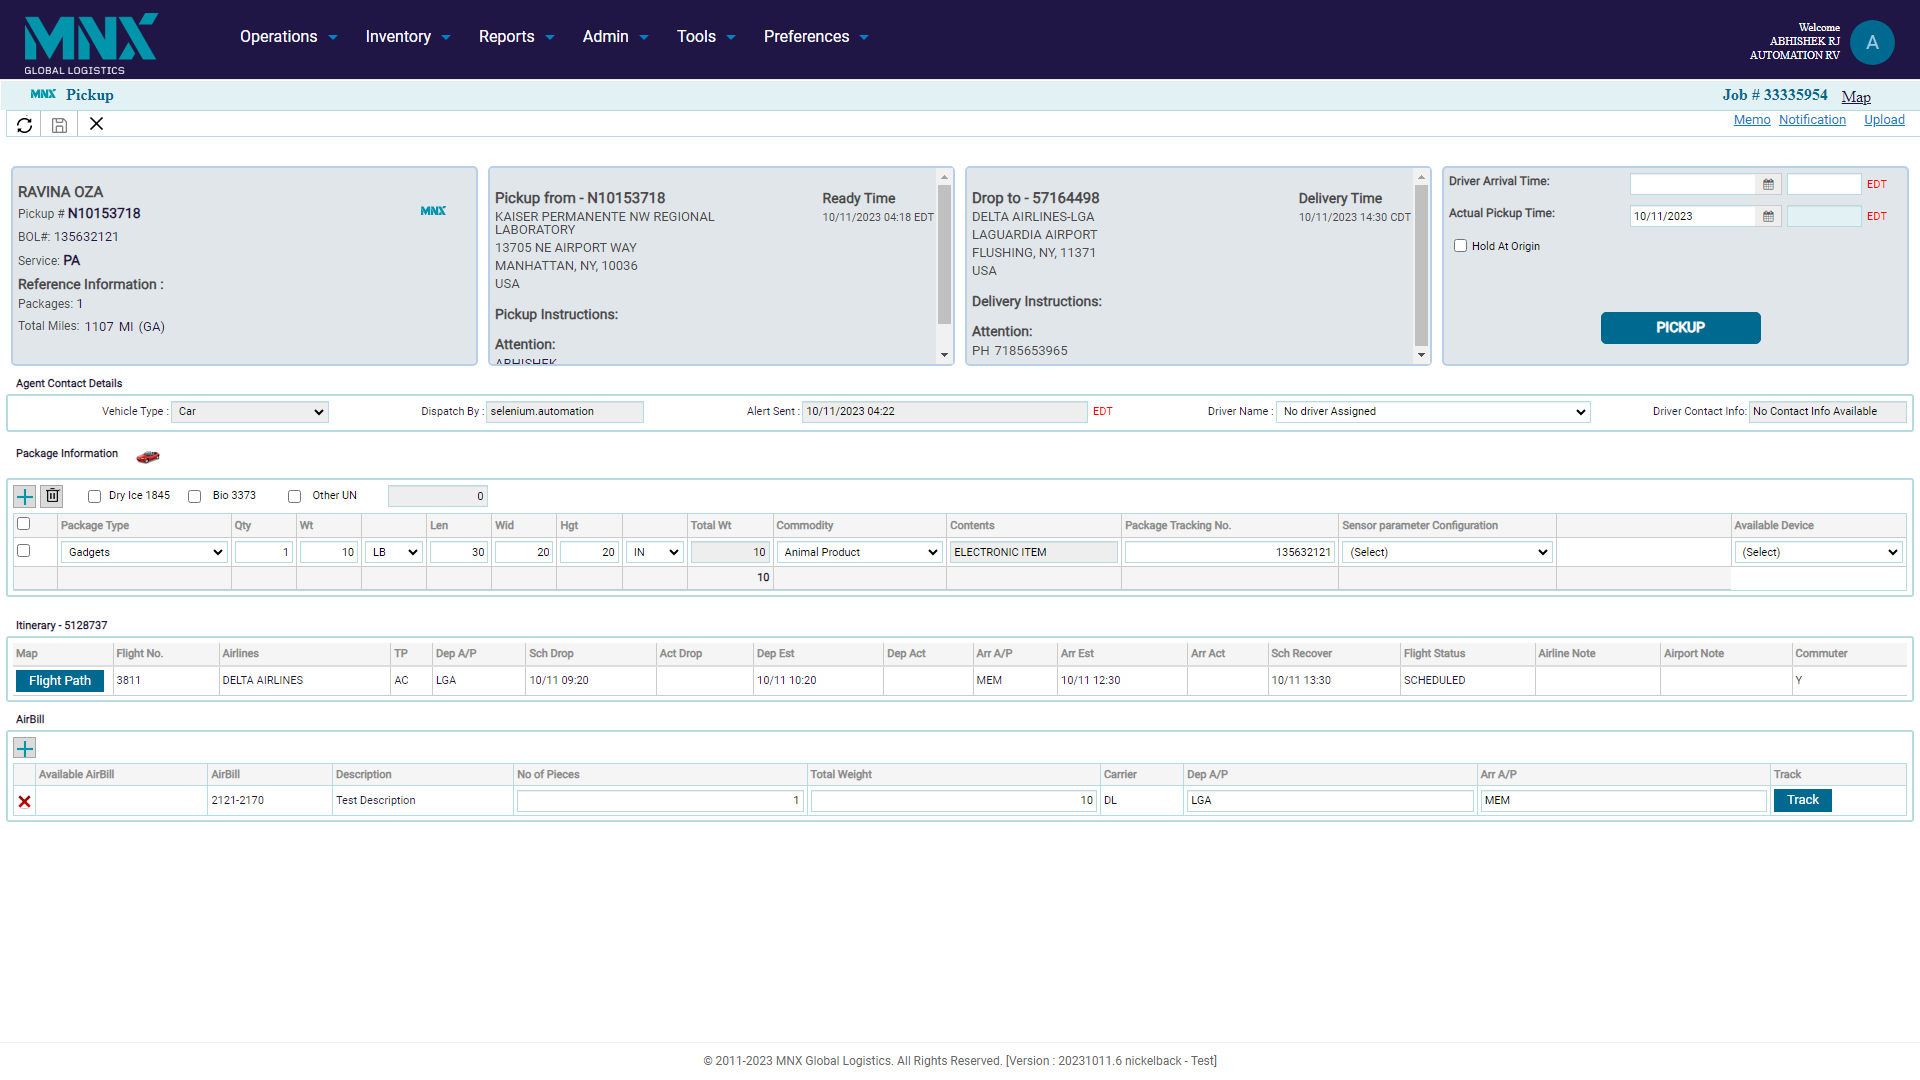 MNX
GLOBAL LOGISTICS
Operations Inventory Reports Admin Tools Preferences
Welcome
ABHISHEK RJ
AUTOMATION RV
A
MNX Pickup
Job # 33335954 Map
Memo Notification Upload
RAVINA OZA
Pickup # N10153718
MNX
BOL#: 135632121
Service: PA
Reference Information :
Packages: 1
Total Miles: 1107 MI (GA)
Pickup from - N10153718 Ready Time
KAISER PERMANENTE NW REGIONAL 10/11/2023 04:18 EDT
LABORATORY
13705 NE AIRPORT WAY
MANHATTAN, NY, 10036
USA
Pickup Instructions:
Attention:
ABHISHEK
Drop to - 57164498 Delivery Time
DELTA AIRLINES-LGA 10/11/2023 14:30 CDT
LAGUARDIA AIRPORT
FLUSHING, NY, 11371
USA
Delivery Instructions:
Attention:
PH 7185653965
Driver Arrival Time: EDT
Actual Pickup Time: 10/11/2023 EDT
Hold At Origin
PICKUP
Agent Contact Details
Vehicle Type : Car Dispatch By : selenium.automation Alert Sent : 10/11/2023 04:22 EDT Driver Name : No driver Assigned Driver Contact Info: No Contact Info Available
Package Information
Dry Ice 1845 Bio 3373 Other UN 0
Package Type Qty Wt Len Wid Hgt Total Wt Commodity Contents Package Tracking No. Sensor parameter Configuration Available Device
Gadgets 1 10 LB 30 20 20 IN 10 Animal Product ELECTRONIC ITEM 135632121 (Select) (Select)
10
Itinerary - 5128737
Map Flight No. Airlines TP Dep A/P Sch Drop Act Drop Dep Est Dep Act Arr A/P Arr Est Arr Act Sch Recover Flight Status Airline Note Airport Note Commuter
Flight Path 3811 DELTA AIRLINES AC LGA 10/11 09:20 10/11 10:20 MEM 10/11 12:30 10/11 13:30 SCHEDULED Y
AirBill
Available AirBill AirBill Description No of Pieces Total Weight Carrier Dep A/P Arr A/P Track
2121-2170 Test Description 1 10 DL LGA MEM Track
© 2011-2023 MNX Global Logistics. All Rights Reserved. [Version : 20231011.6 nickelback - Test]